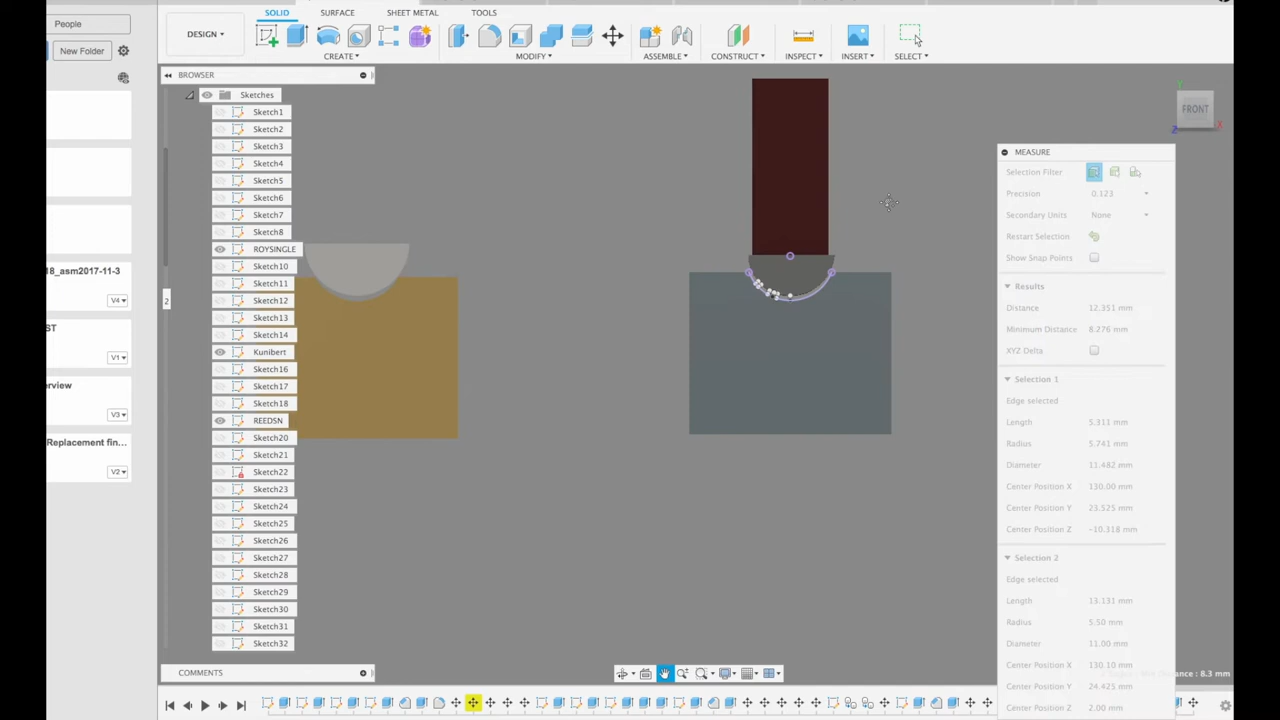 SOLID
SURFACE
SHEET METAL
TOOLS
DESIGN
CREATE
MODIFY
ASSEMBLE
CONSTRUCT
INSPECT
INSERT
SELECT
People
New Folder
18_asm2017-11-3
V4
ST
V1
erview
V3
Replacement fin...
V2
2
BROWSER
Sketches
Sketch1
Sketch2
Sketch3
Sketch4
Sketch5
Sketch6
Sketch7
Sketch8
ROYSINGLE
Sketch10
Sketch11
Sketch12
Sketch13
Sketch14
Kunibert
Sketch16
Sketch17
Sketch18
REEDSN
Sketch20
Sketch21
Sketch22
Sketch23
Sketch24
Sketch25
Sketch26
Sketch27
Sketch28
Sketch29
Sketch30
Sketch31
Sketch32
COMMENTS
Y
FRONT
Z
X
MEASURE
Selection Filter
Precision 0.123
Secondary Units None
Restart Selection
Show Snap Points
Results
Distance 12.351 mm
Minimum Distance 8.276 mm
XYZ Delta
Selection 1
Edge selected
Length 5.311 mm
Radius 5.741 mm
Diameter 11.482 mm
Center Position X 130.00 mm
Center Position Y 23.525 mm
Center Position Z -10.318 mm
Selection 2
Edge selected
Length 13.131 mm
Radius 5.50 mm
Diameter 11.00 mm
Center Position X 130.10 mm
Center Position Y 24.425 mm
Center Position Z 2.00 mm
Distance: 8.3 mm